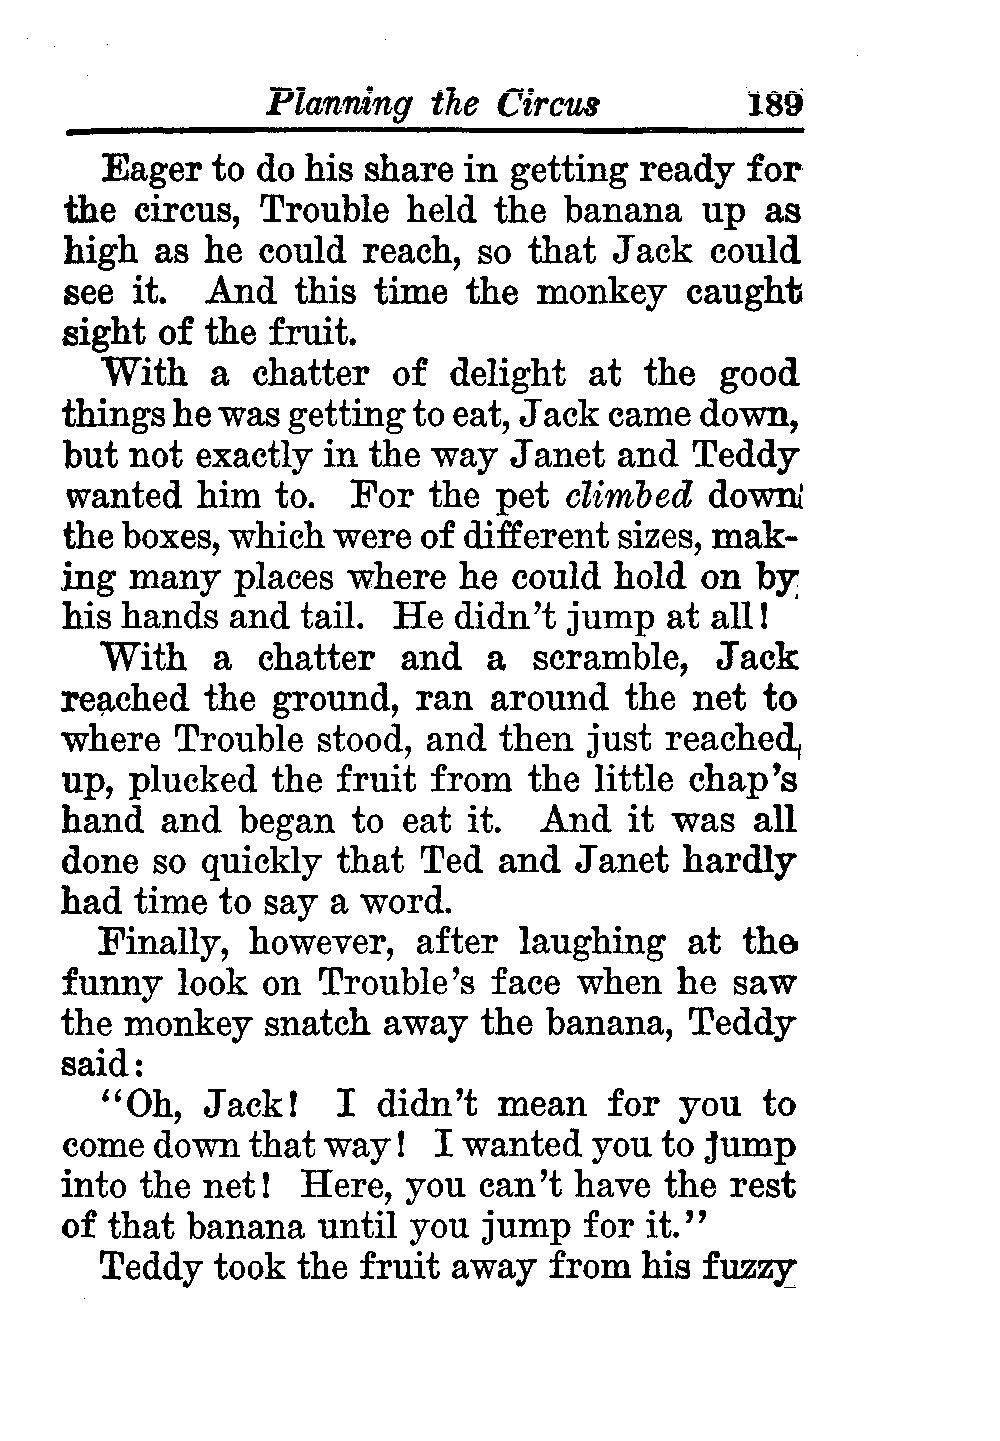 Planning the Circus 189
Eager to do his share in getting ready for
the circus, Trouble held the banana up as
high as he could reach, so that Jack could
see it. And this time the monkey caught
sight of the fruit.
With a chatter of delight at the good
things he was getting to eat, Jack came down,
but not exactly in the way Janet and Teddy
wanted him to. For the pet climbed down
the boxes, which were of different sizes, mak-
ing many places where he could hold on by
his hands and tail. He didn't jump at all!
With a chatter and a scramble, Jack
reached the ground, ran around the net to
where Trouble stood, and then just reached
up, plucked the fruit from the little chap's
hand and began to eat it. And it was all
done so quickly that Ted and Janet hardly
had time to say a word.
Finally, however, after laughing at the
funny look on Trouble's face when he saw
the monkey snatch away the banana, Teddy
said:
"Oh, Jack! I didn't mean for you to
come down that way! I wanted you to jump
into the net! Here, you can't have the rest
of that banana until you jump for it."
Teddy took the fruit away from his fuzzy